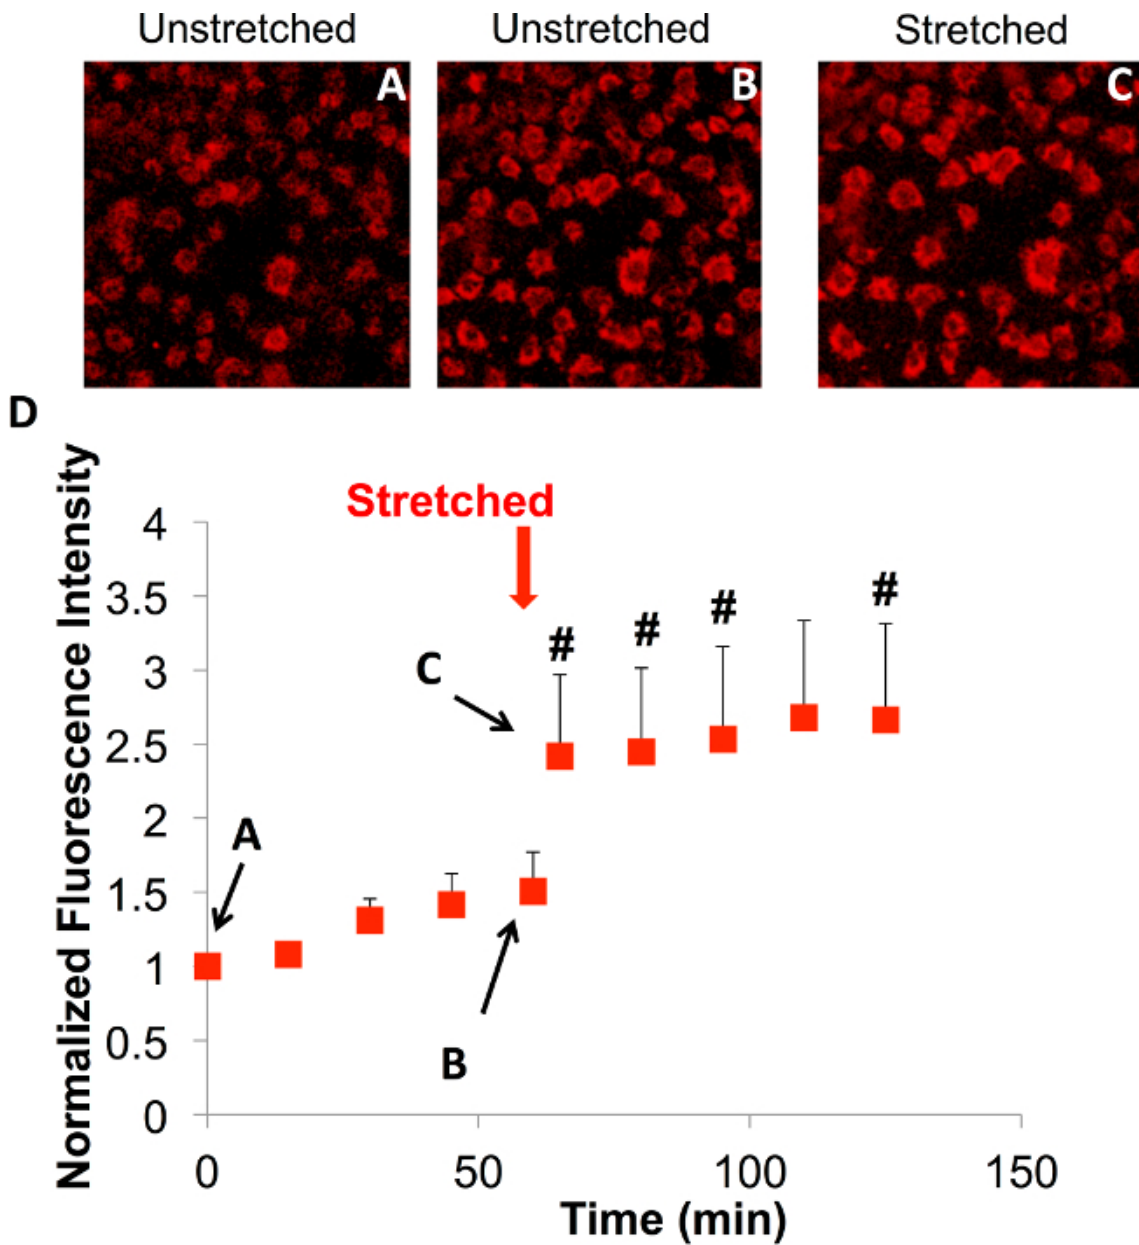 Unstretched Unstretched Stretched
A B C
D
Stretched
Normalized Fluorescence Intensity
4
3.5
3
2.5
2
1.5
1
0.5
0
# # # #
C
A
B
0 50 100 150
Time (min)